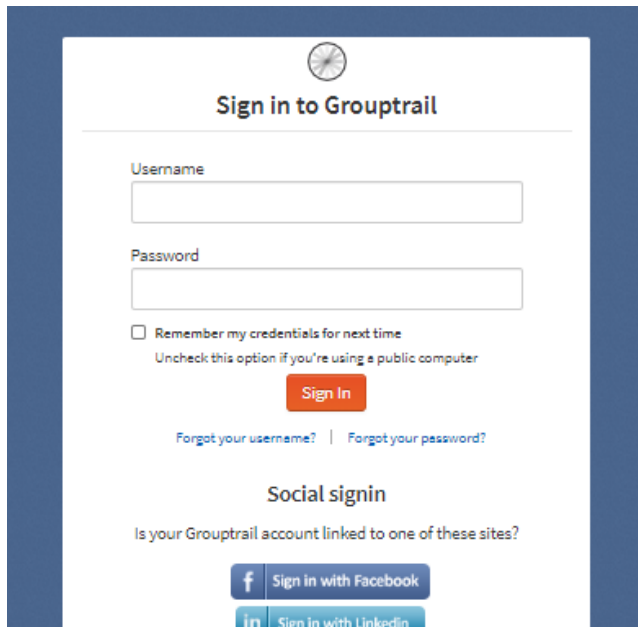 Sign in to Grouptrail
Username
Password
Remember my credentials for next time
Uncheck this option if you're using a public computer
Sign In
Forgot your username? | Forgot your password?
Social signin
Is your Grouptrail account linked to one of these sites?
f Sign in with Facebook
in Sign in with Linkedin